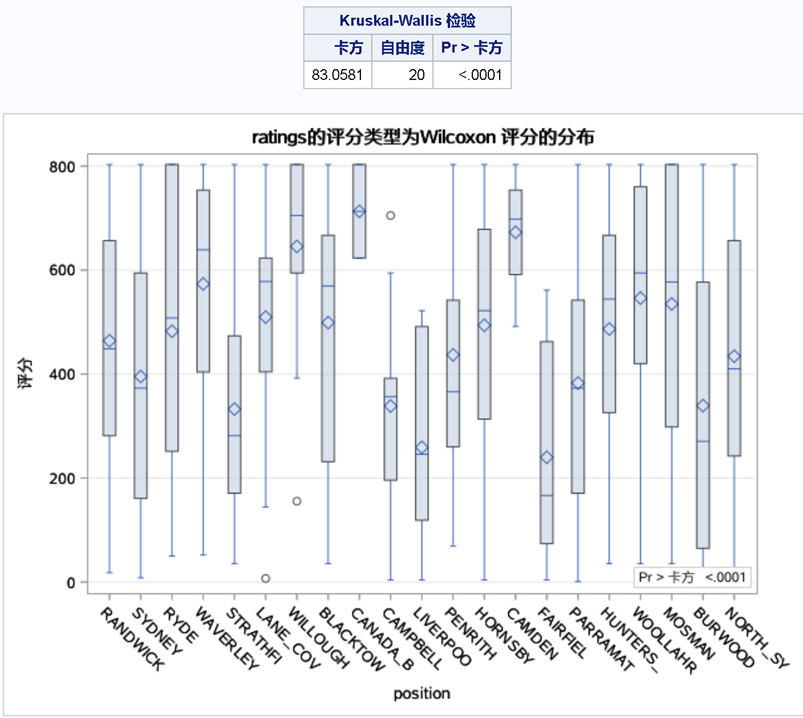 Kruskal-Wallis 检验
卡方 自由度 Pr > 卡方
83.0581 20 <.0001
ratings的评分类型为Wilcoxon 评分的分布
800
600
400
200
0
评分
Pr > 卡方 <.0001
RANDWICK
SYDNEY
RYDE
WAVERLEY
STRATHFI
LANE_COV
WILLOUGH
BLACKTOW
CANADA_B
CAMPBELL
LIVERPOO
PENRITH
HORNSBY
CAMDEN
FAIRFIEL
PARRAMAT
HUNTERS_
WOOLLAHR
MOSMAN
BURWOOD
NORTH_SY
position